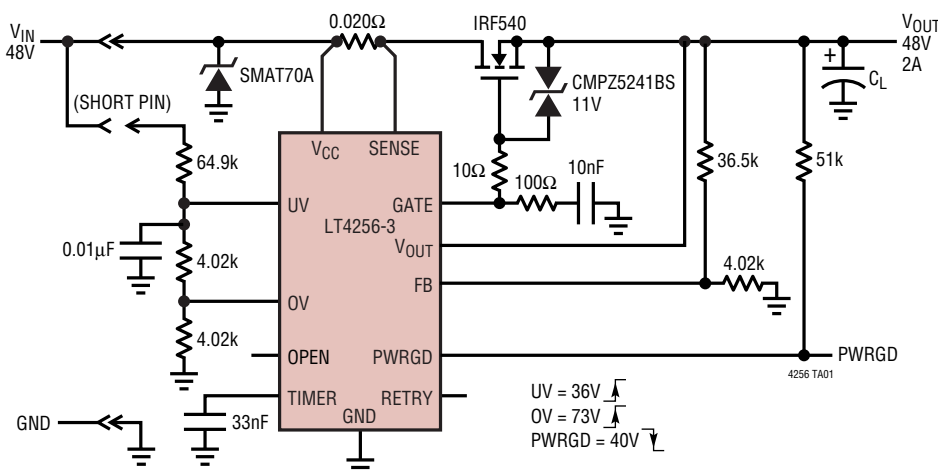 V_IN
48V
0.020Ω
IRF540
V_OUT
48V
2A
SMAT70A
CMPZ5241BS
11V
+
C_L
(SHORT PIN)
64.9k
V_CC
SENSE
10Ω
100Ω
10nF
36.5k
51k
UV
GATE
LT4256-3
V_OUT
0.01µF
4.02k
FB
4.02k
OV
4.02k
OPEN
PWRGD
PWRGD
4256 TA01
TIMER
RETRY
GND
33nF
GND
UV = 36V
OV = 73V
PWRGD = 40V